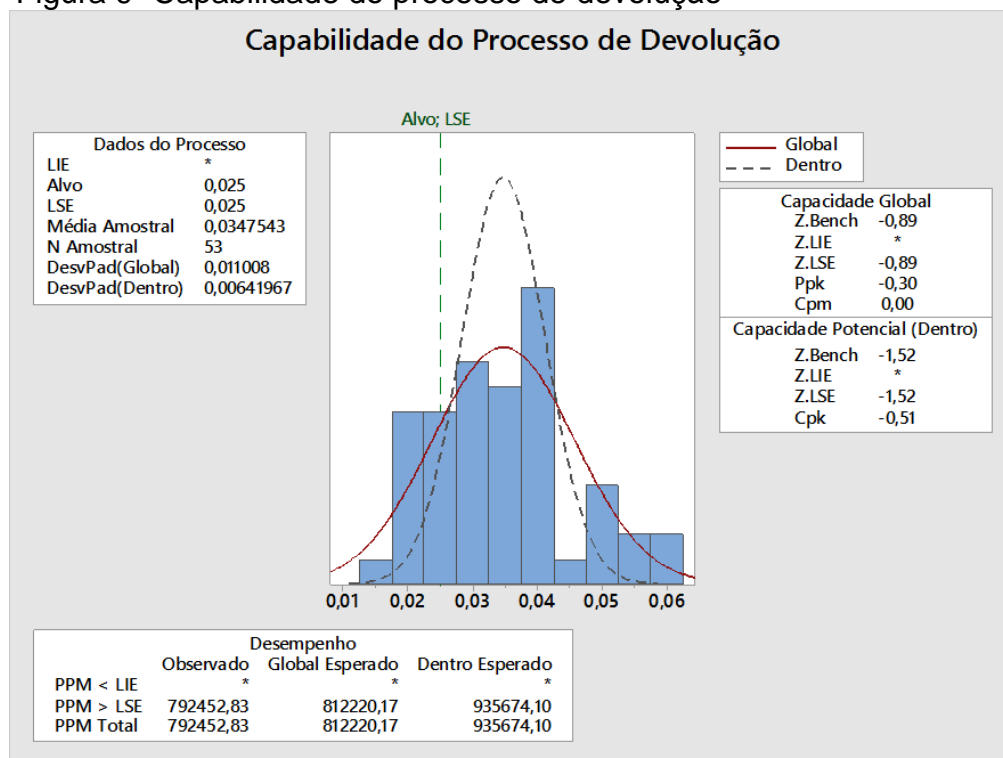 Capabilidade do Processo de Devolução
Alvo; LSE
Dados do Processo
LIE *
Alvo 0,025
LSE 0,025
Média Amostral 0,0347543
N Amostral 53
DesvPad(Global) 0,011008
DesvPad(Dentro) 0,00641967
Global
Dentro
Capacidade Global
Z.Bench -0,89
Z.LIE *
Z.LSE -0,89
Ppk -0,30
Cpm 0,00
Capacidade Potencial (Dentro)
Z.Bench -1,52
Z.LIE *
Z.LSE -1,52
Cpk -0,51
0,01 0,02 0,03 0,04 0,05 0,06
Desempenho
Observado Global Esperado Dentro Esperado
PPM < LIE * * *
PPM > LSE 792452,83 812220,17 935674,10
PPM Total 792452,83 812220,17 935674,10